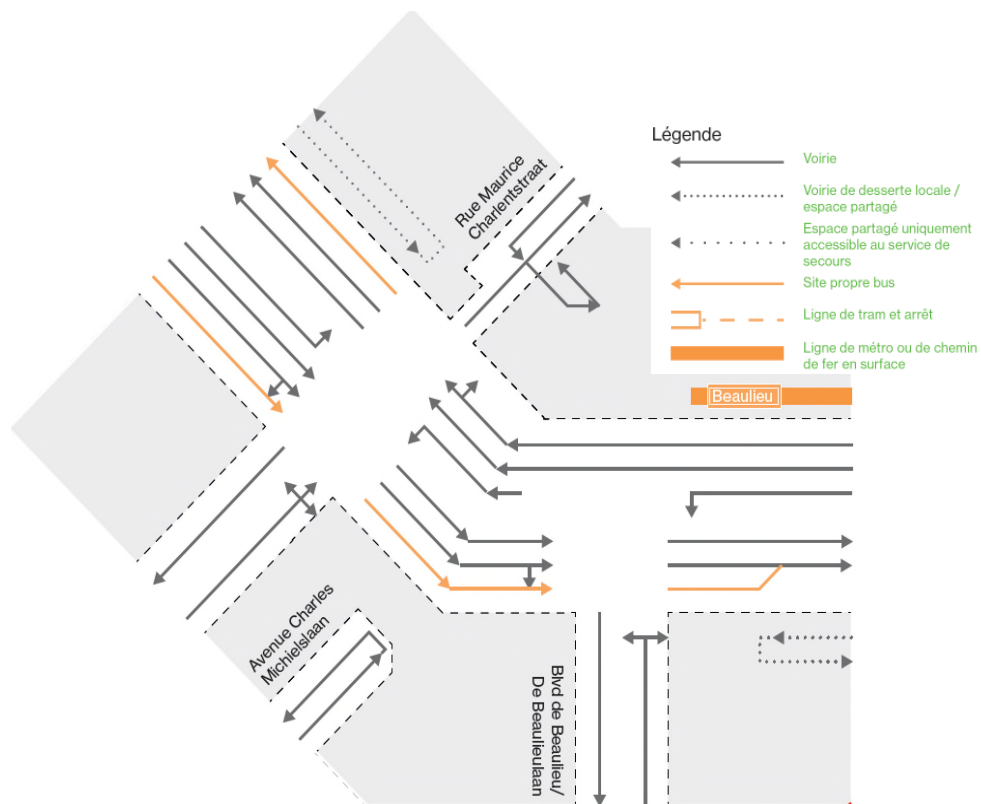 Légende
Voirie
Voirie de desserte locale /
espace partagé
Espace partagé uniquement
accessible au service de
secours
Site propre bus
Ligne de tram et arrêt
Ligne de métro ou de chemin
de fer en surface
Rue Maurice
Charlentstraat
Beaulieu
Avenue Charles
Michielslaan
Blvd de Beaulieu/
De Beaulieulaan